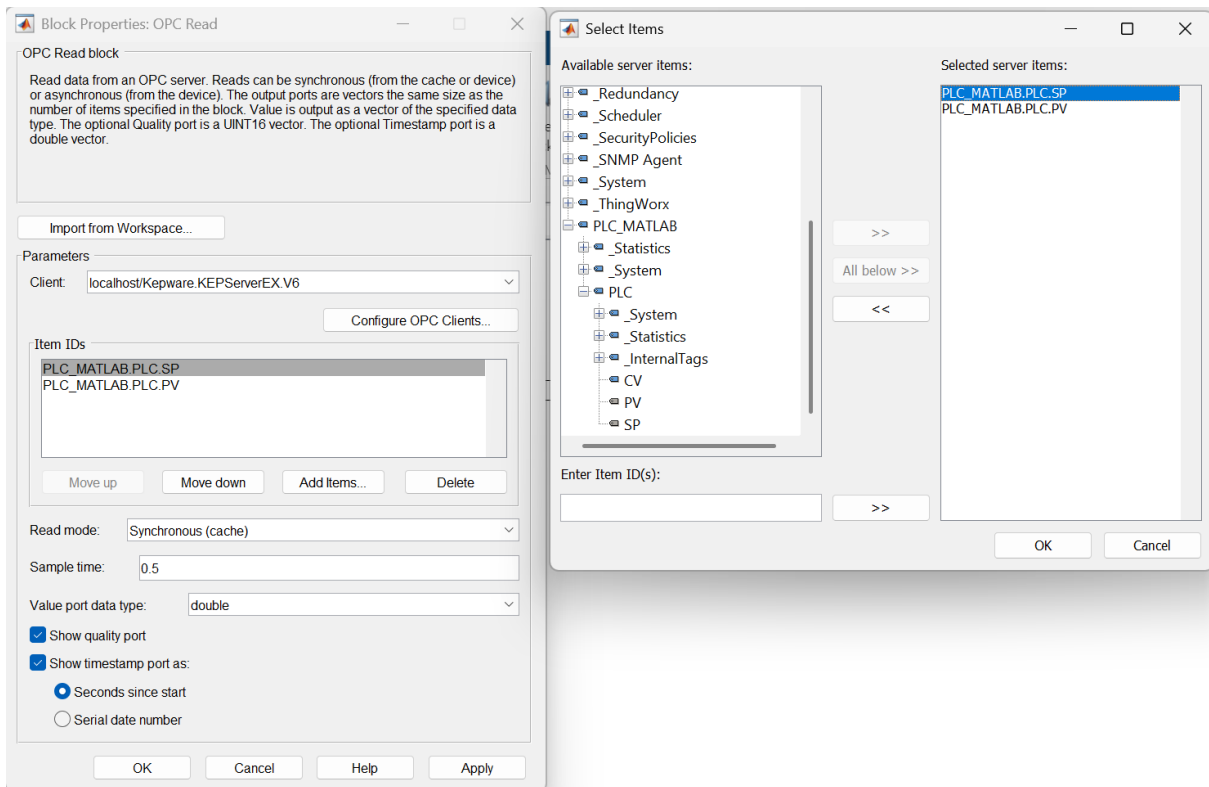 Block Properties: OPC Read
OPC Read block
Read data from an OPC server. Reads can be synchronous (from the cache or device)
or asynchronous (from the device). The output ports are vectors the same size as the
number of items specified in the block. Value is output as a vector of the specified data
type. The optional Quality port is a UINT16 vector. The optional Timestamp port is a
double vector.
Import from Workspace...
Parameters
Client: localhost/Kepware.KEPServerEX.V6
Configure OPC Clients...
Item IDs
PLC_MATLAB.PLC.SP
PLC_MATLAB.PLC.PV
Move up Move down Add Items... Delete
Read mode: Synchronous (cache)
Sample time: 0.5
Value port data type: double
Show quality port
Show timestamp port as:
Seconds since start
Serial date number
OK Cancel Help Apply
Select Items
Available server items:
_Redundancy
_Scheduler
_SecurityPolicies
_SNMP Agent
_System
_ThingWorx
PLC_MATLAB
_Statistics
_System
PLC
_System
_Statistics
_InternalTags
CV
PV
SP
Enter Item ID(s):
>>
All below >>
<<
>>
Selected server items:
PLC_MATLAB.PLC.SP
PLC_MATLAB.PLC.PV
OK Cancel